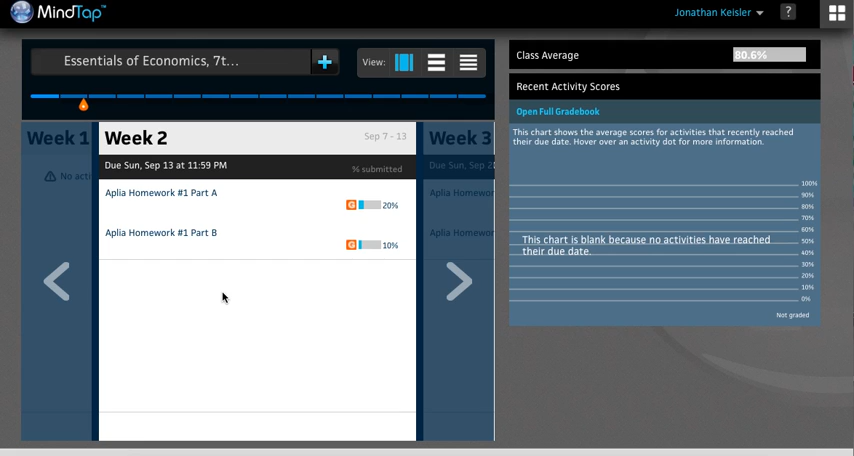 MindTap™
Jonathan Keisler
?
Essentials of Economics, 7t...
+
View:
Class Average
80.6%
Recent Activity Scores
Open Full Gradebook
This chart shows the average scores for activities that recently reached
their due date. Hover over an activity dot for more information.
100%
90%
80%
70%
60%
50%
40%
30%
20%
10%
0%
This chart is blank because no activities have reached
their due date.
Not graded
Week 1
No acti
Week 2
Sep 7 - 13
Due Sun, Sep 13 at 11:59 PM
% submitted
Aplia Homework #1 Part A
G 20%
Aplia Homework #1 Part B
G 10%
Week 3
Due Sun, Sep 2
Aplia Homewor
Aplia Homewor